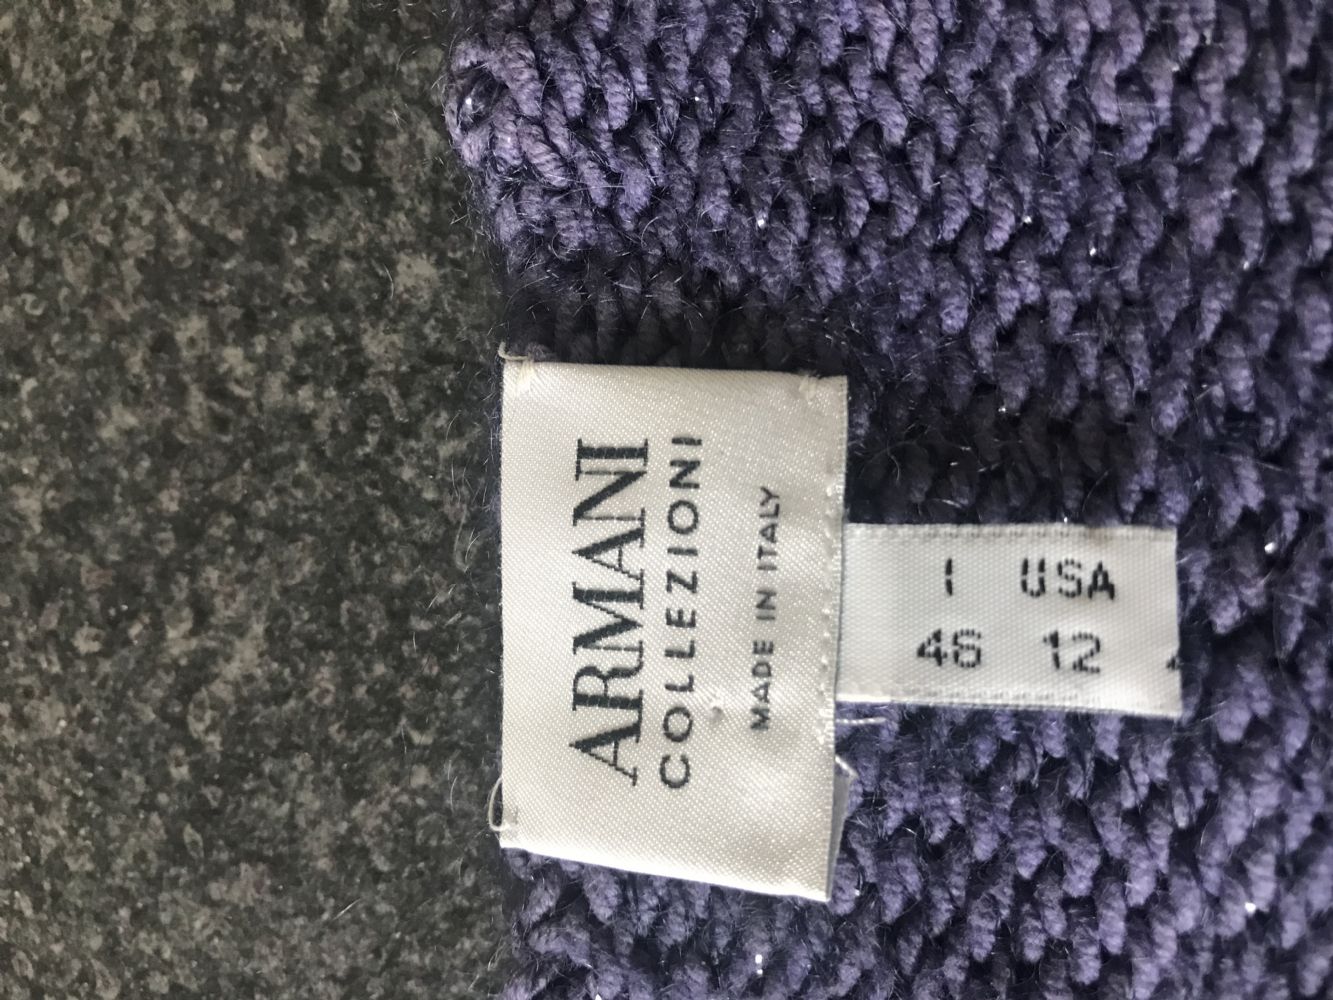 ARMANI
COLLEZIONI
MADE IN ITALY
I 46
USA 12